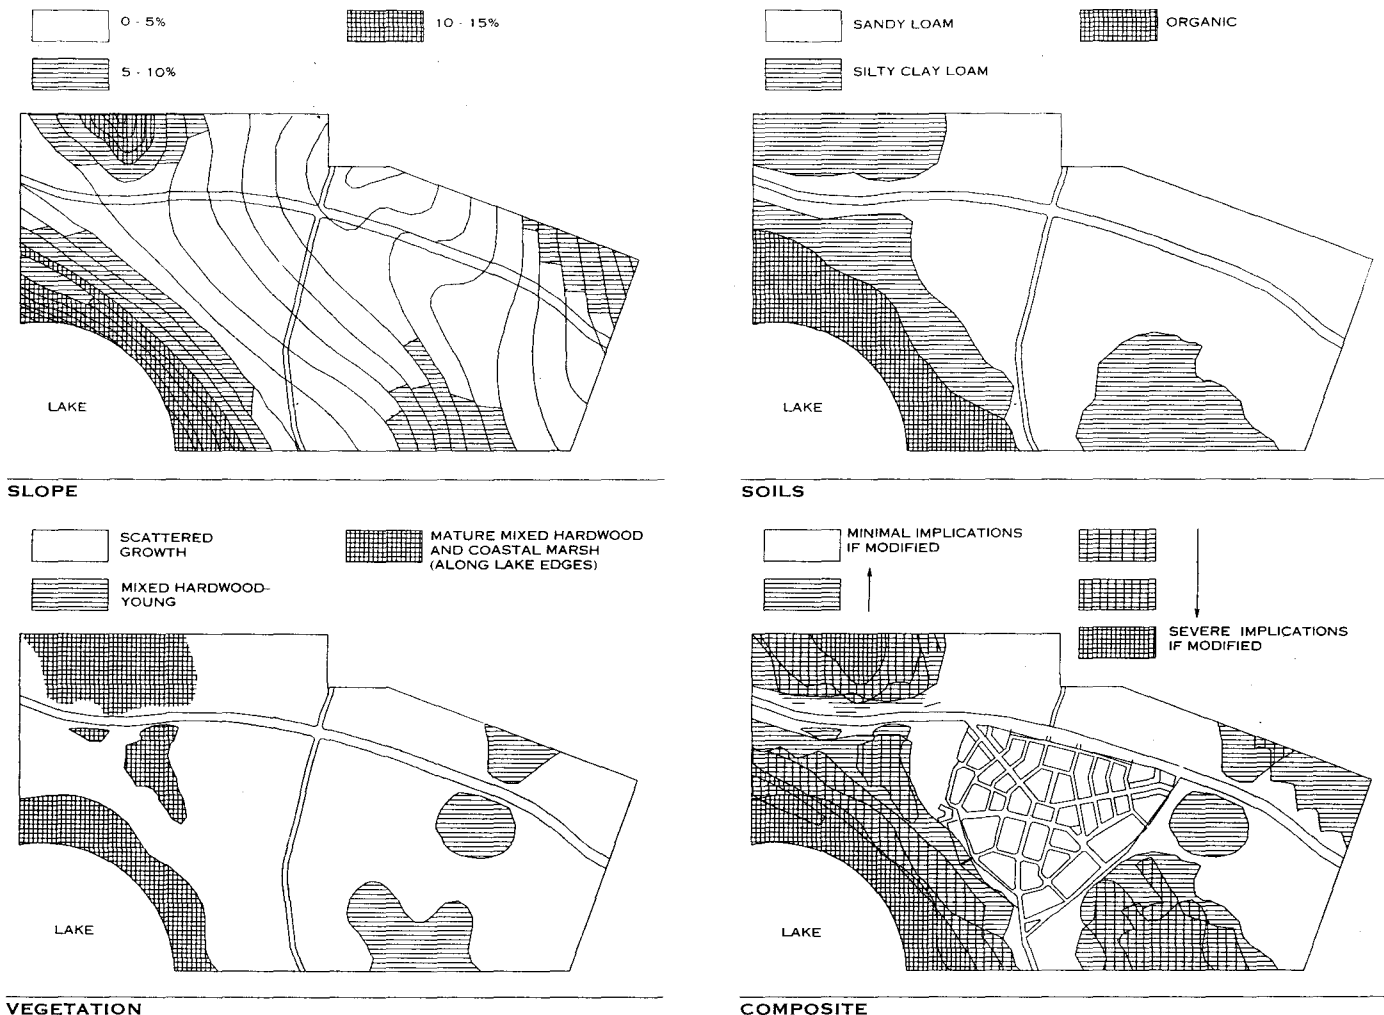 0 - 5%
10 - 15%
5 - 10%
LAKE
SLOPE
SANDY LOAM
ORGANIC
SILTY CLAY LOAM
LAKE
SOILS
SCATTERED
GROWTH
MATURE MIXED HARDWOOD
AND COASTAL MARSH
(ALONG LAKE EDGES)
MIXED HARDWOOD-
YOUNG
LAKE
VEGETATION
MINIMAL IMPLICATIONS
IF MODIFIED
SEVERE IMPLICATIONS
IF MODIFIED
LAKE
COMPOSITE